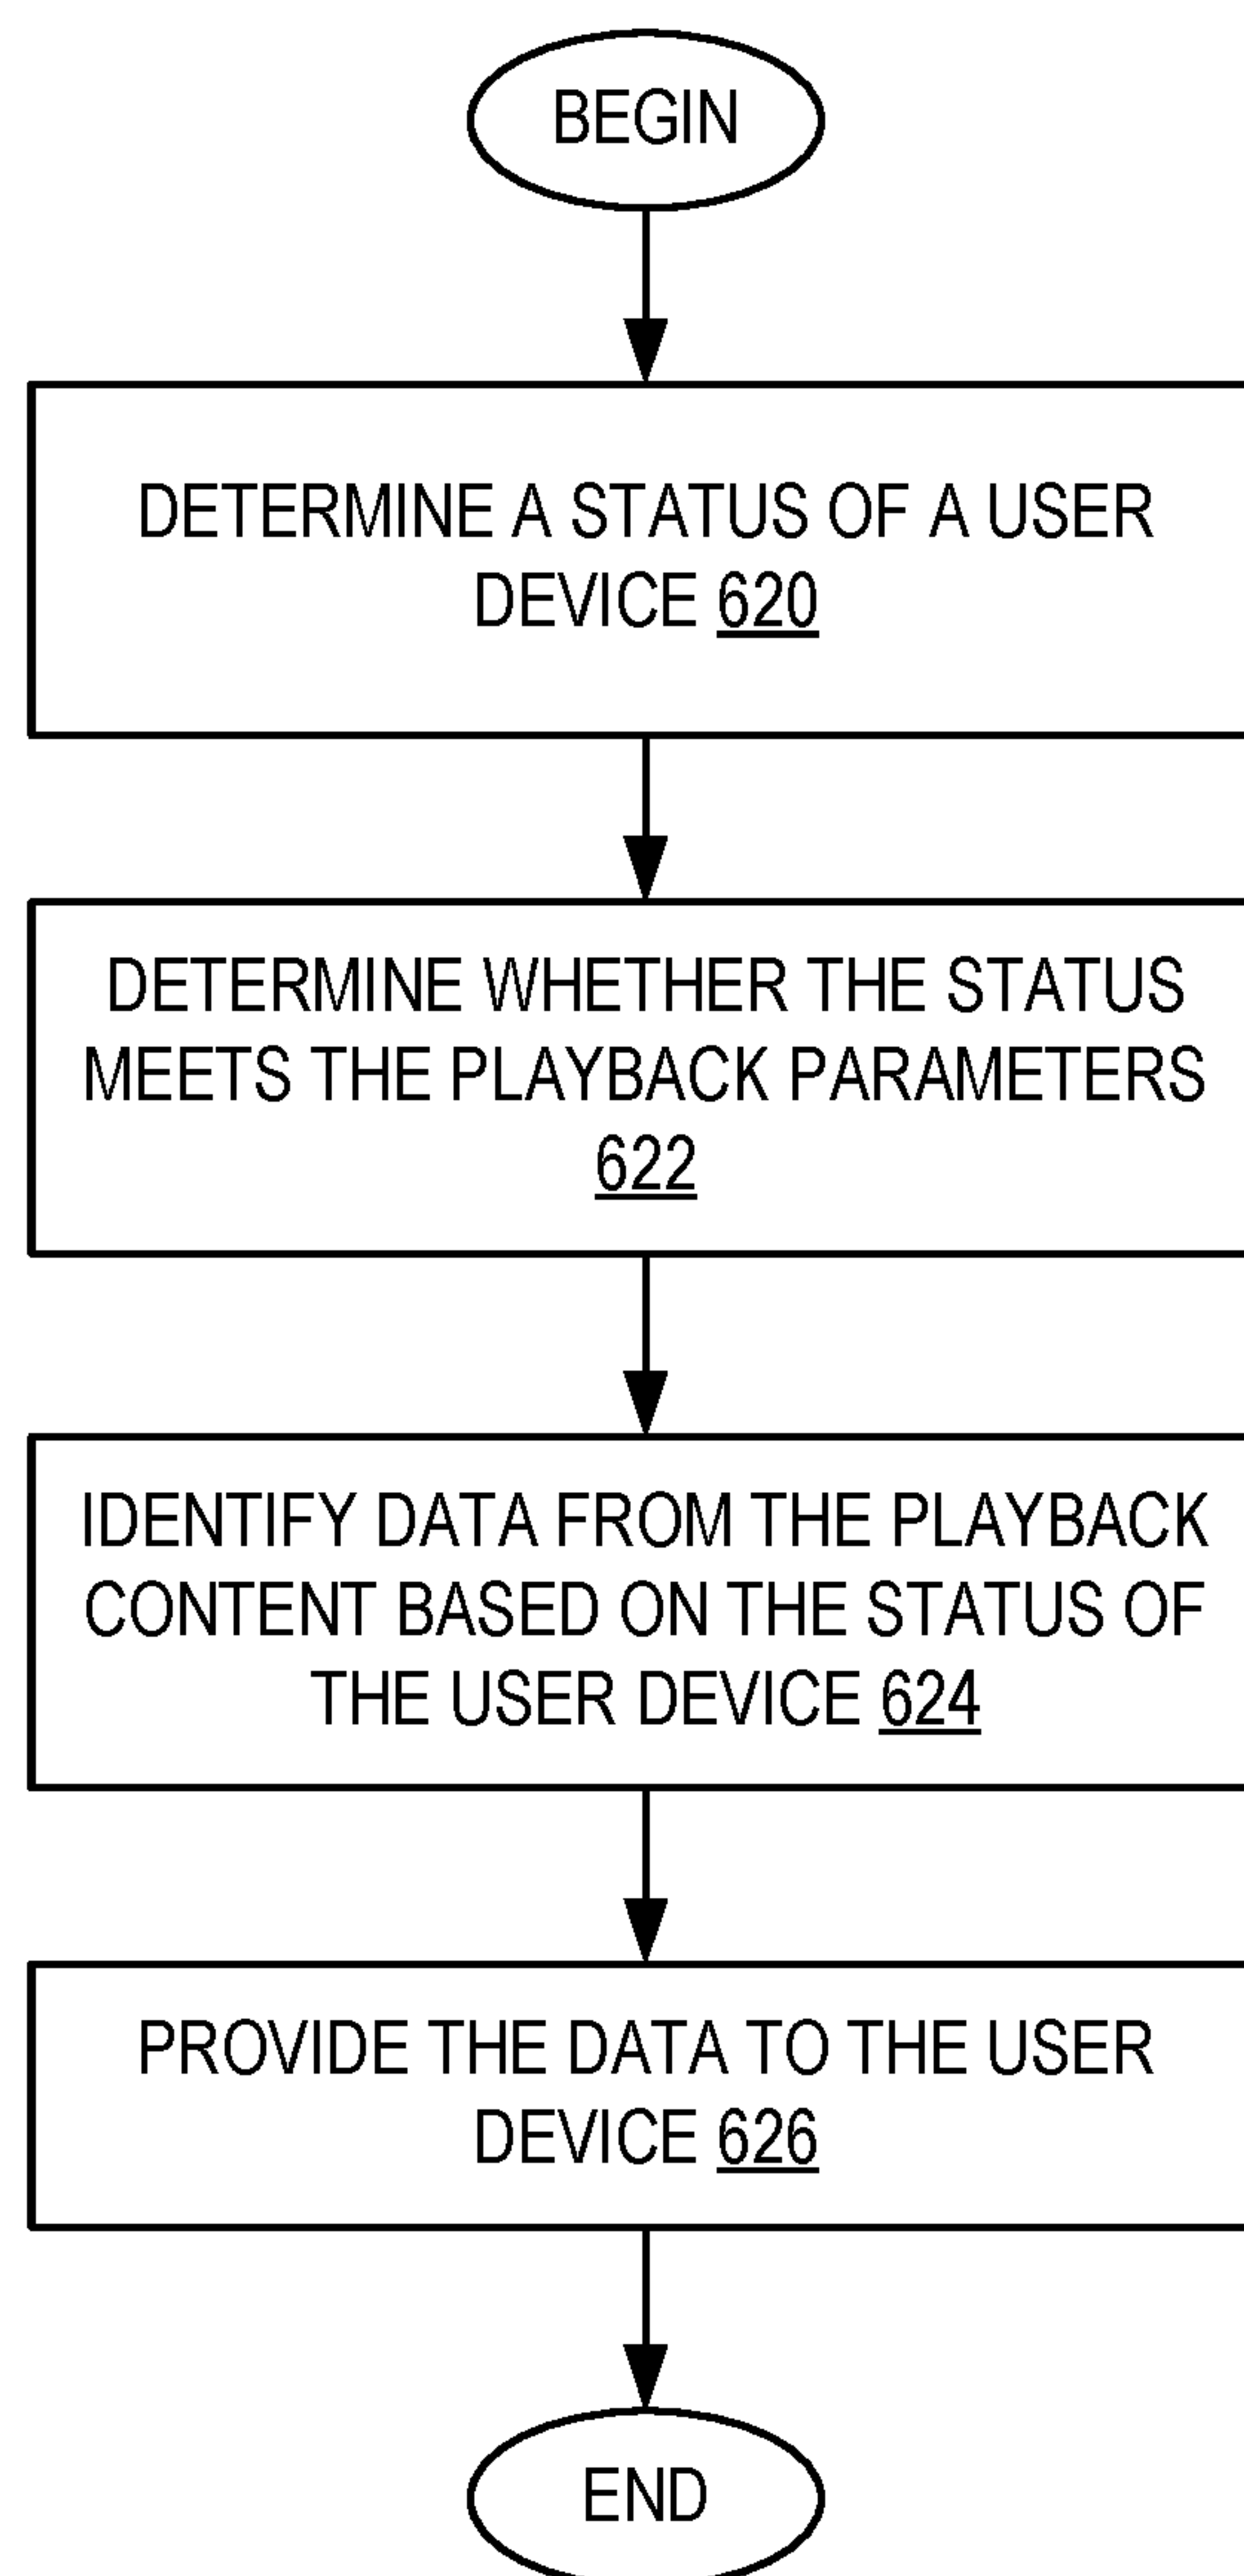 BEGIN
DETERMINE A STATUS OF A USER
DEVICE 620
DETERMINE WHETHER THE STATUS
MEETS THE PLAYBACK PARAMETERS
622
IDENTIFY DATA FROM THE PLAYBACK
CONTENT BASED ON THE STATUS OF
THE USER DEVICE 624
PROVIDE THE DATA TO THE USER
DEVICE 626
END